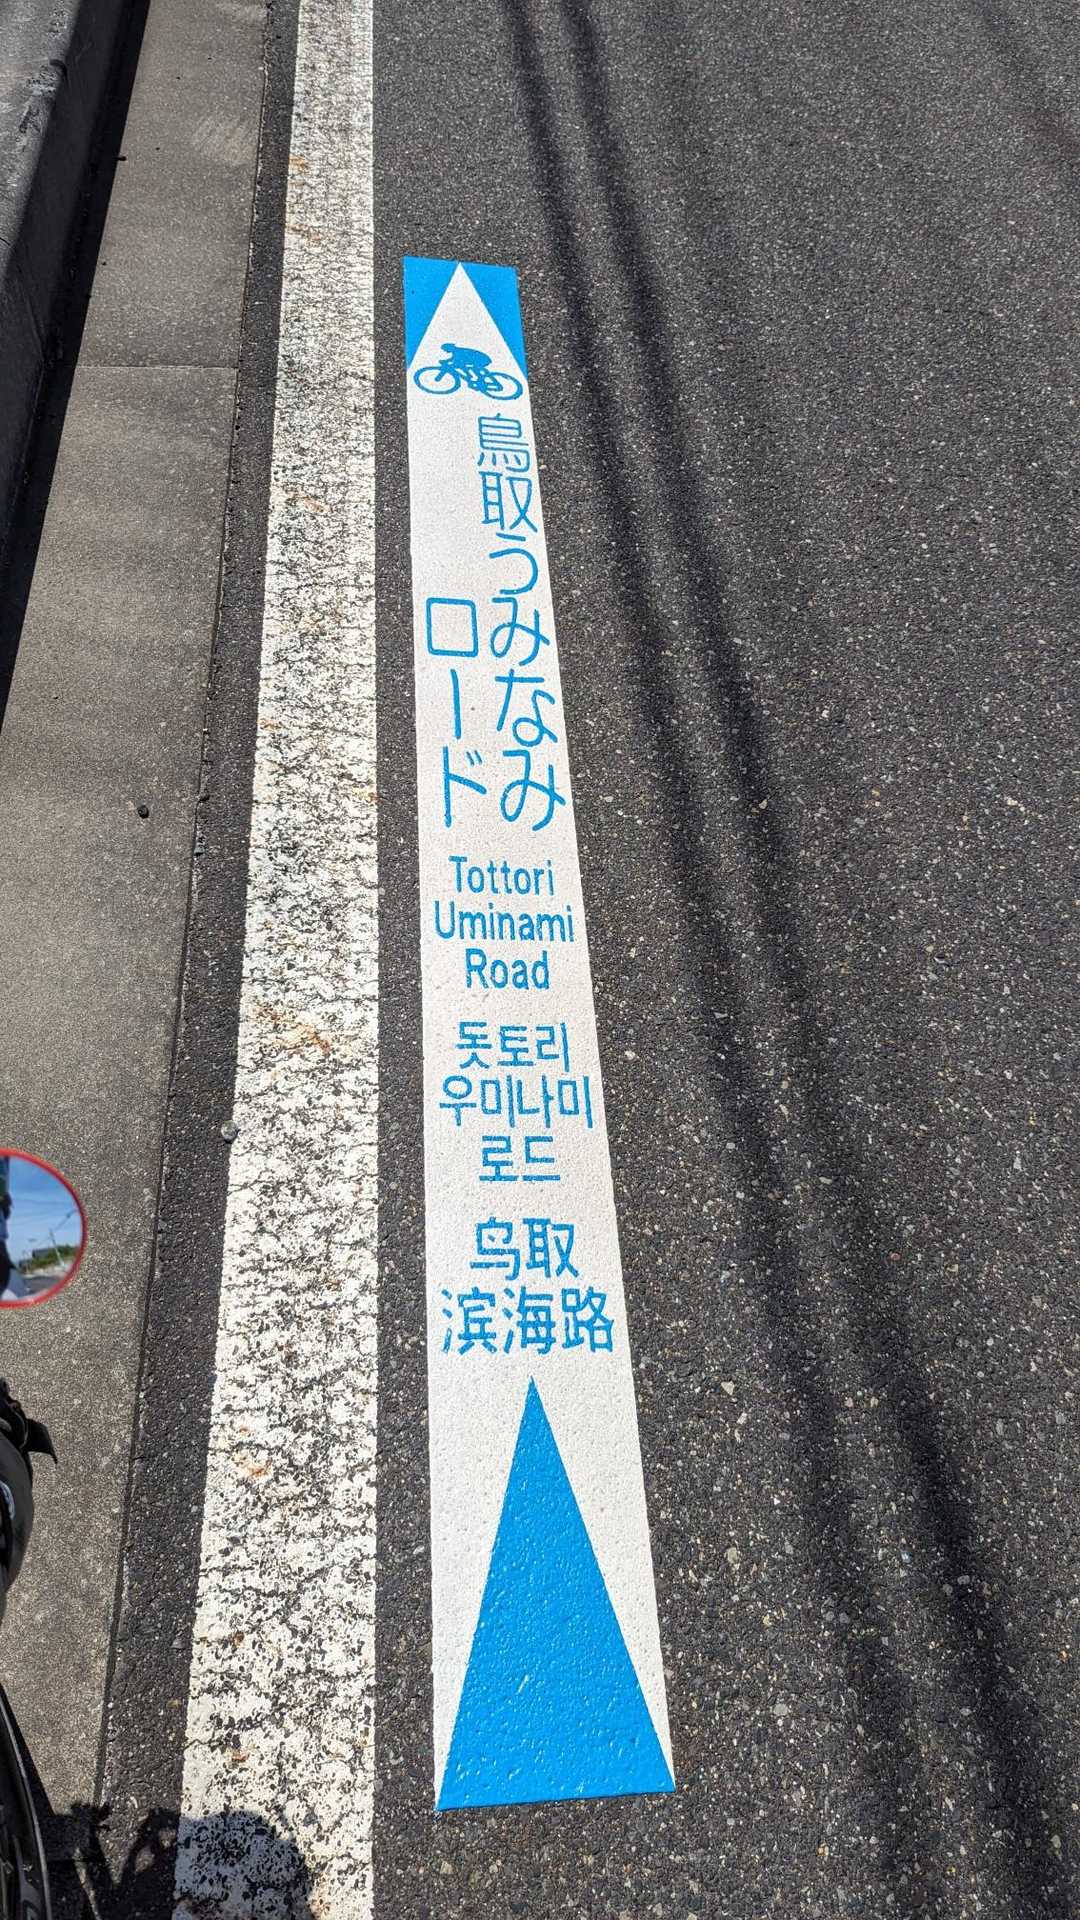 鳥取うみなみ
ロード
Tottori
Uminami
Road
돗토리
우미나미
로드
鸟取
滨海路